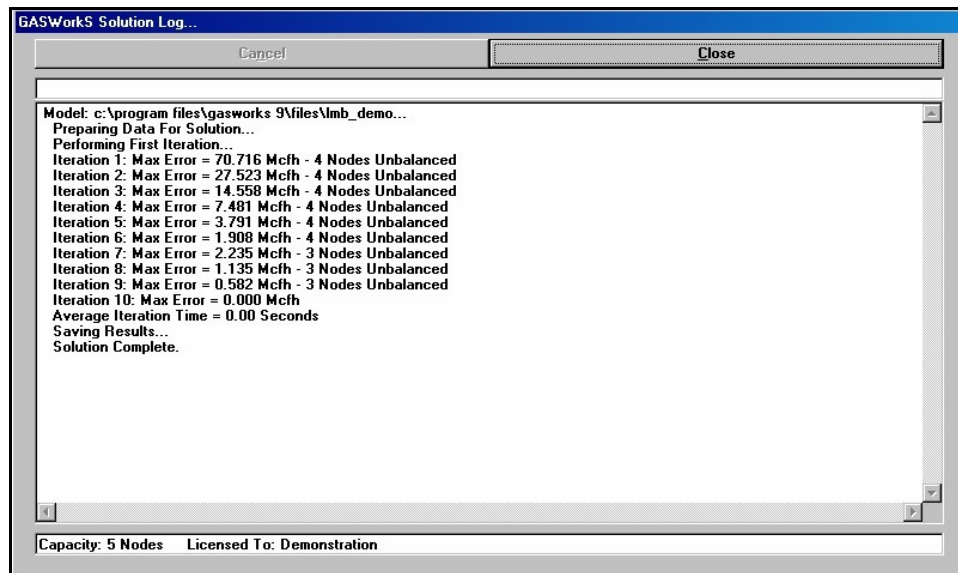 GASWorkS Solution Log...
Cancel Close
Model: c:\program files\gasworks 9\files\lmb_demo...
Preparing Data For Solution...
Performing First Iteration...
Iteration 1: Max Error = 70.716 Mcfh - 4 Nodes Unbalanced
Iteration 2: Max Error = 27.523 Mcfh - 4 Nodes Unbalanced
Iteration 3: Max Error = 14.558 Mcfh - 4 Nodes Unbalanced
Iteration 4: Max Error = 7.481 Mcfh - 4 Nodes Unbalanced
Iteration 5: Max Error = 3.791 Mcfh - 4 Nodes Unbalanced
Iteration 6: Max Error = 1.908 Mcfh - 4 Nodes Unbalanced
Iteration 7: Max Error = 2.235 Mcfh - 3 Nodes Unbalanced
Iteration 8: Max Error = 1.135 Mcfh - 3 Nodes Unbalanced
Iteration 9: Max Error = 0.582 Mcfh - 3 Nodes Unbalanced
Iteration 10: Max Error = 0.000 Mcfh
Average Iteration Time = 0.00 Seconds
Saving Results...
Solution Complete.
Capacity: 5 Nodes Licensed To: Demonstration